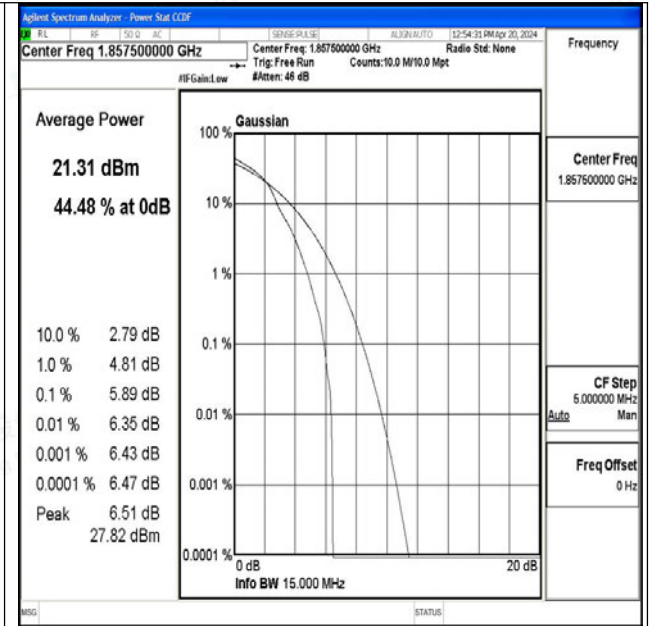 Agilent Spectrum Analyzer - Power Stat CCDF
RL RF 50 Ω AC SENSE:PULSE ALIGN AUTO 12:54:31 PM Apr 20, 2024
Center Freq 1.857500000 GHz
Center Freq: 1.857500000 GHz Radio Std: None
Trig: Free Run Counts:10.0 M/10.0 Mpt
#IFGain:Low #Atten: 46 dB
Frequency
Average Power
21.31 dBm
44.48 % at 0dB
10.0 % 2.79 dB
1.0 % 4.81 dB
0.1 % 5.89 dB
0.01 % 6.35 dB
0.001 % 6.43 dB
0.0001 % 6.47 dB
Peak 6.51 dB
27.82 dBm
Gaussian
100 %
10 %
1 %
0.1 %
0.01 %
0.001 %
0.0001 %
0 dB 20 dB
Info BW 15.000 MHz
Center Freq
1.857500000 GHz
CF Step
5.000000 MHz
Auto Man
Freq Offset
0 Hz
MSG STATUS